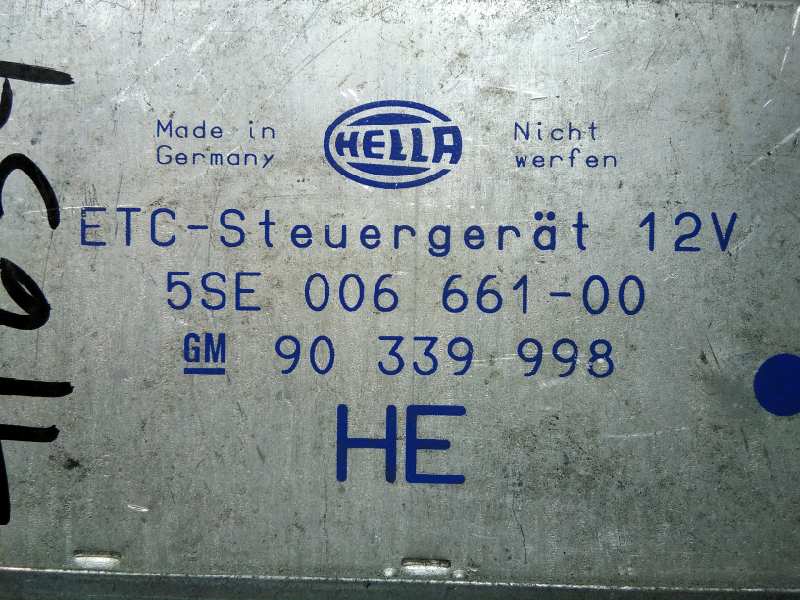 Made in
Germany
HELLA
Nicht
werfen
ETC-Steuergerät 12V
5SE 006 661-00
GM 90 339 998
HE